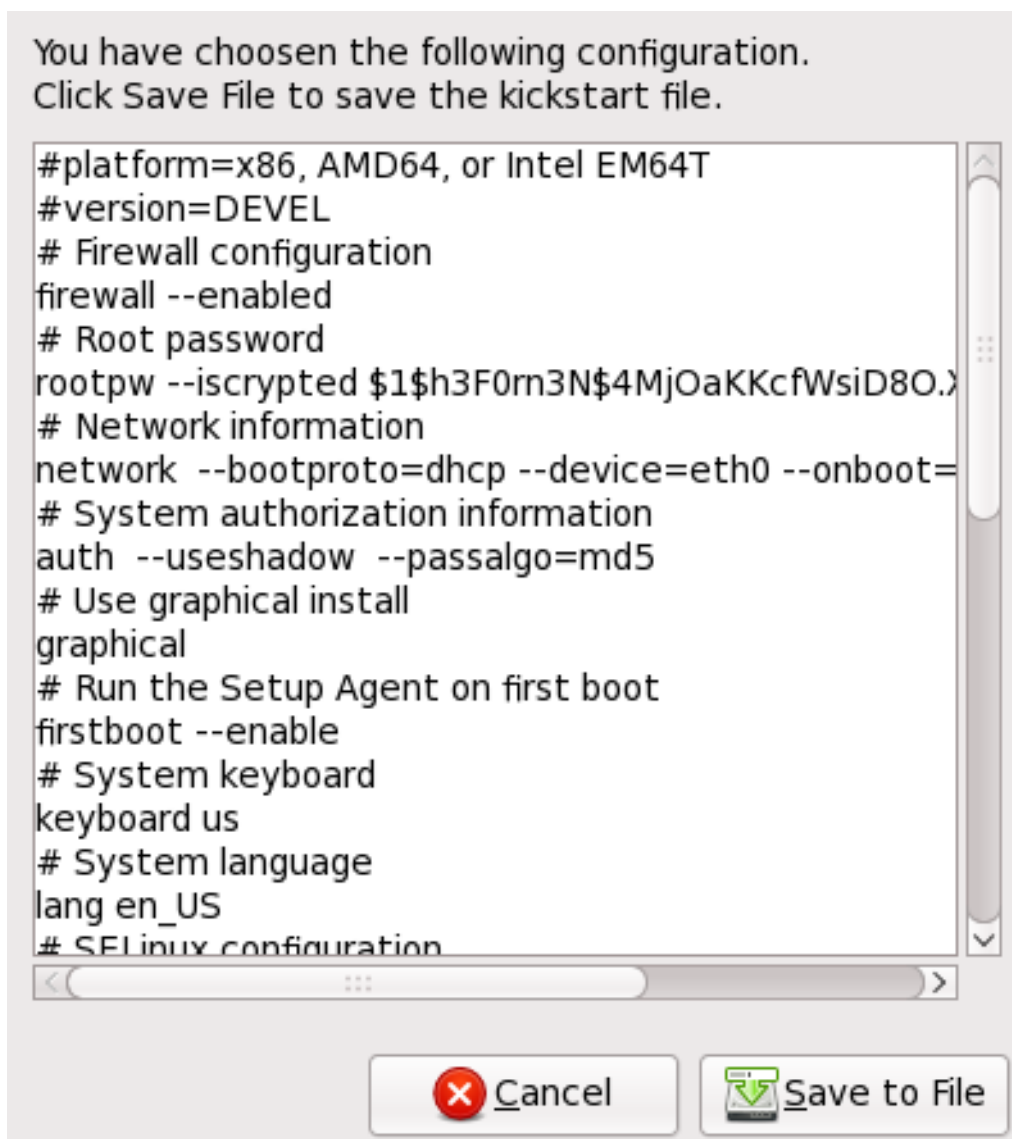 You have choosen the following configuration.
Click Save File to save the kickstart file.
#platform=x86, AMD64, or Intel EM64T
#version=DEVEL
# Firewall configuration
firewall --enabled
# Root password
rootpw --iscrypted $1$h3F0rn3N$4MjOaKKcfWsiD8O.X
# Network information
network  --bootproto=dhcp --device=eth0 --onboot=
# System authorization information
auth  --useshadow  --passalgo=md5
# Use graphical install
graphical
# Run the Setup Agent on first boot
firstboot --enable
# System keyboard
keyboard us
# System language
lang en_US
# SELinux configuration
Cancel
Save to File